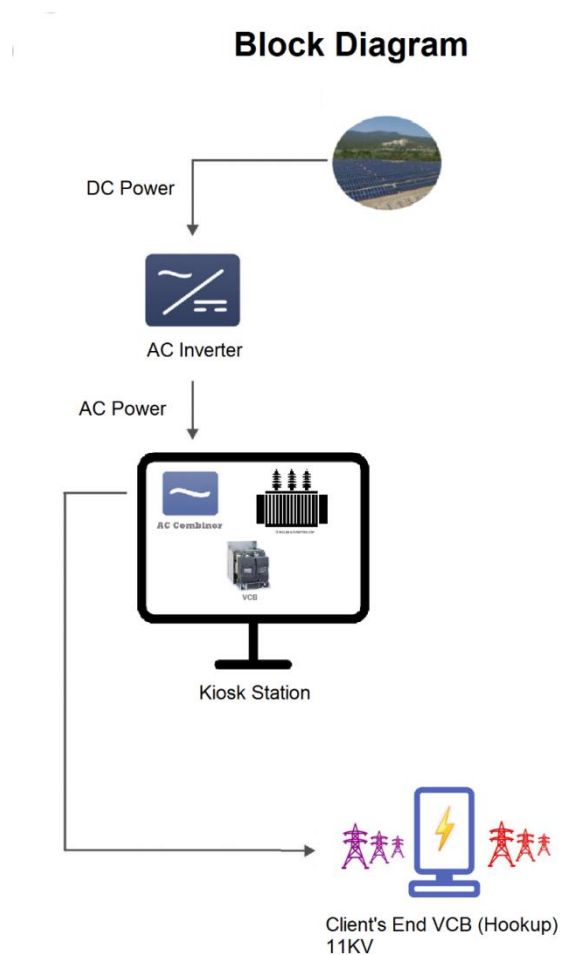 Block Diagram
DC Power
AC Inverter
AC Power
AC Combiner
VCB
Kiosk Station
Client's End VCB (Hookup)
11KV